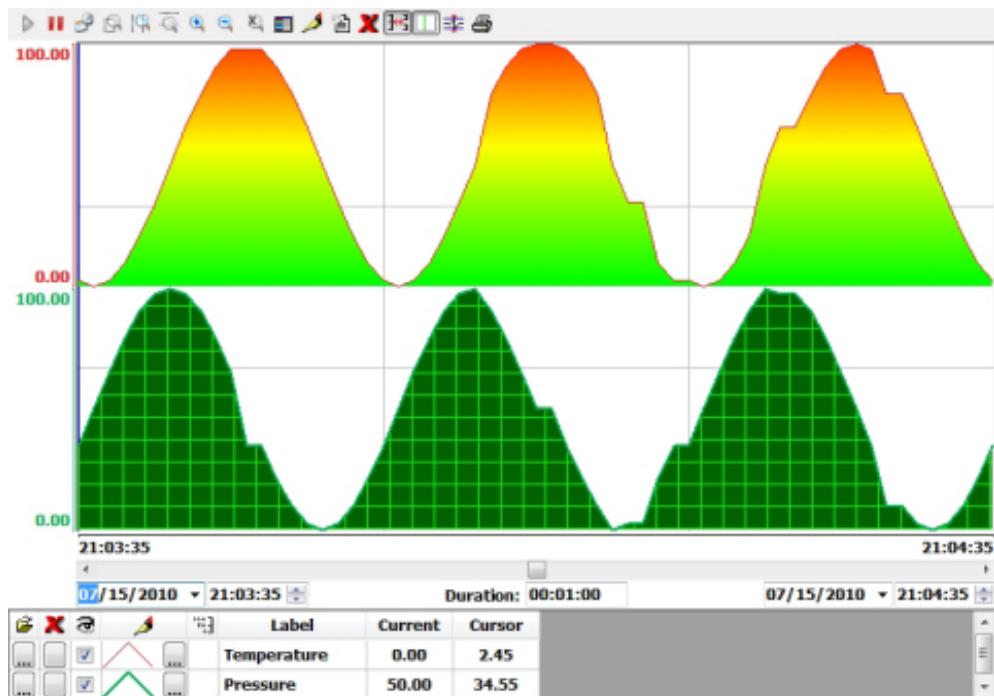 100.00
0.00
100.00
0.00
21:03:35 21:04:35
07/15/2010 21:03:35 Duration: 00:01:00 07/15/2010 21:04:35
Label Current Cursor
... ... Temperature 0.00 2.45
... ... Pressure 50.00 34.55